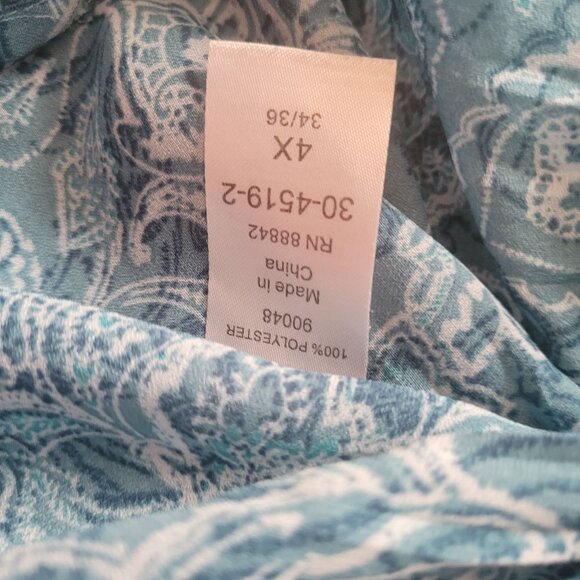 100% POLYESTER
90048
Made in
China
RN 88842
30-4519-2
4X
34/36